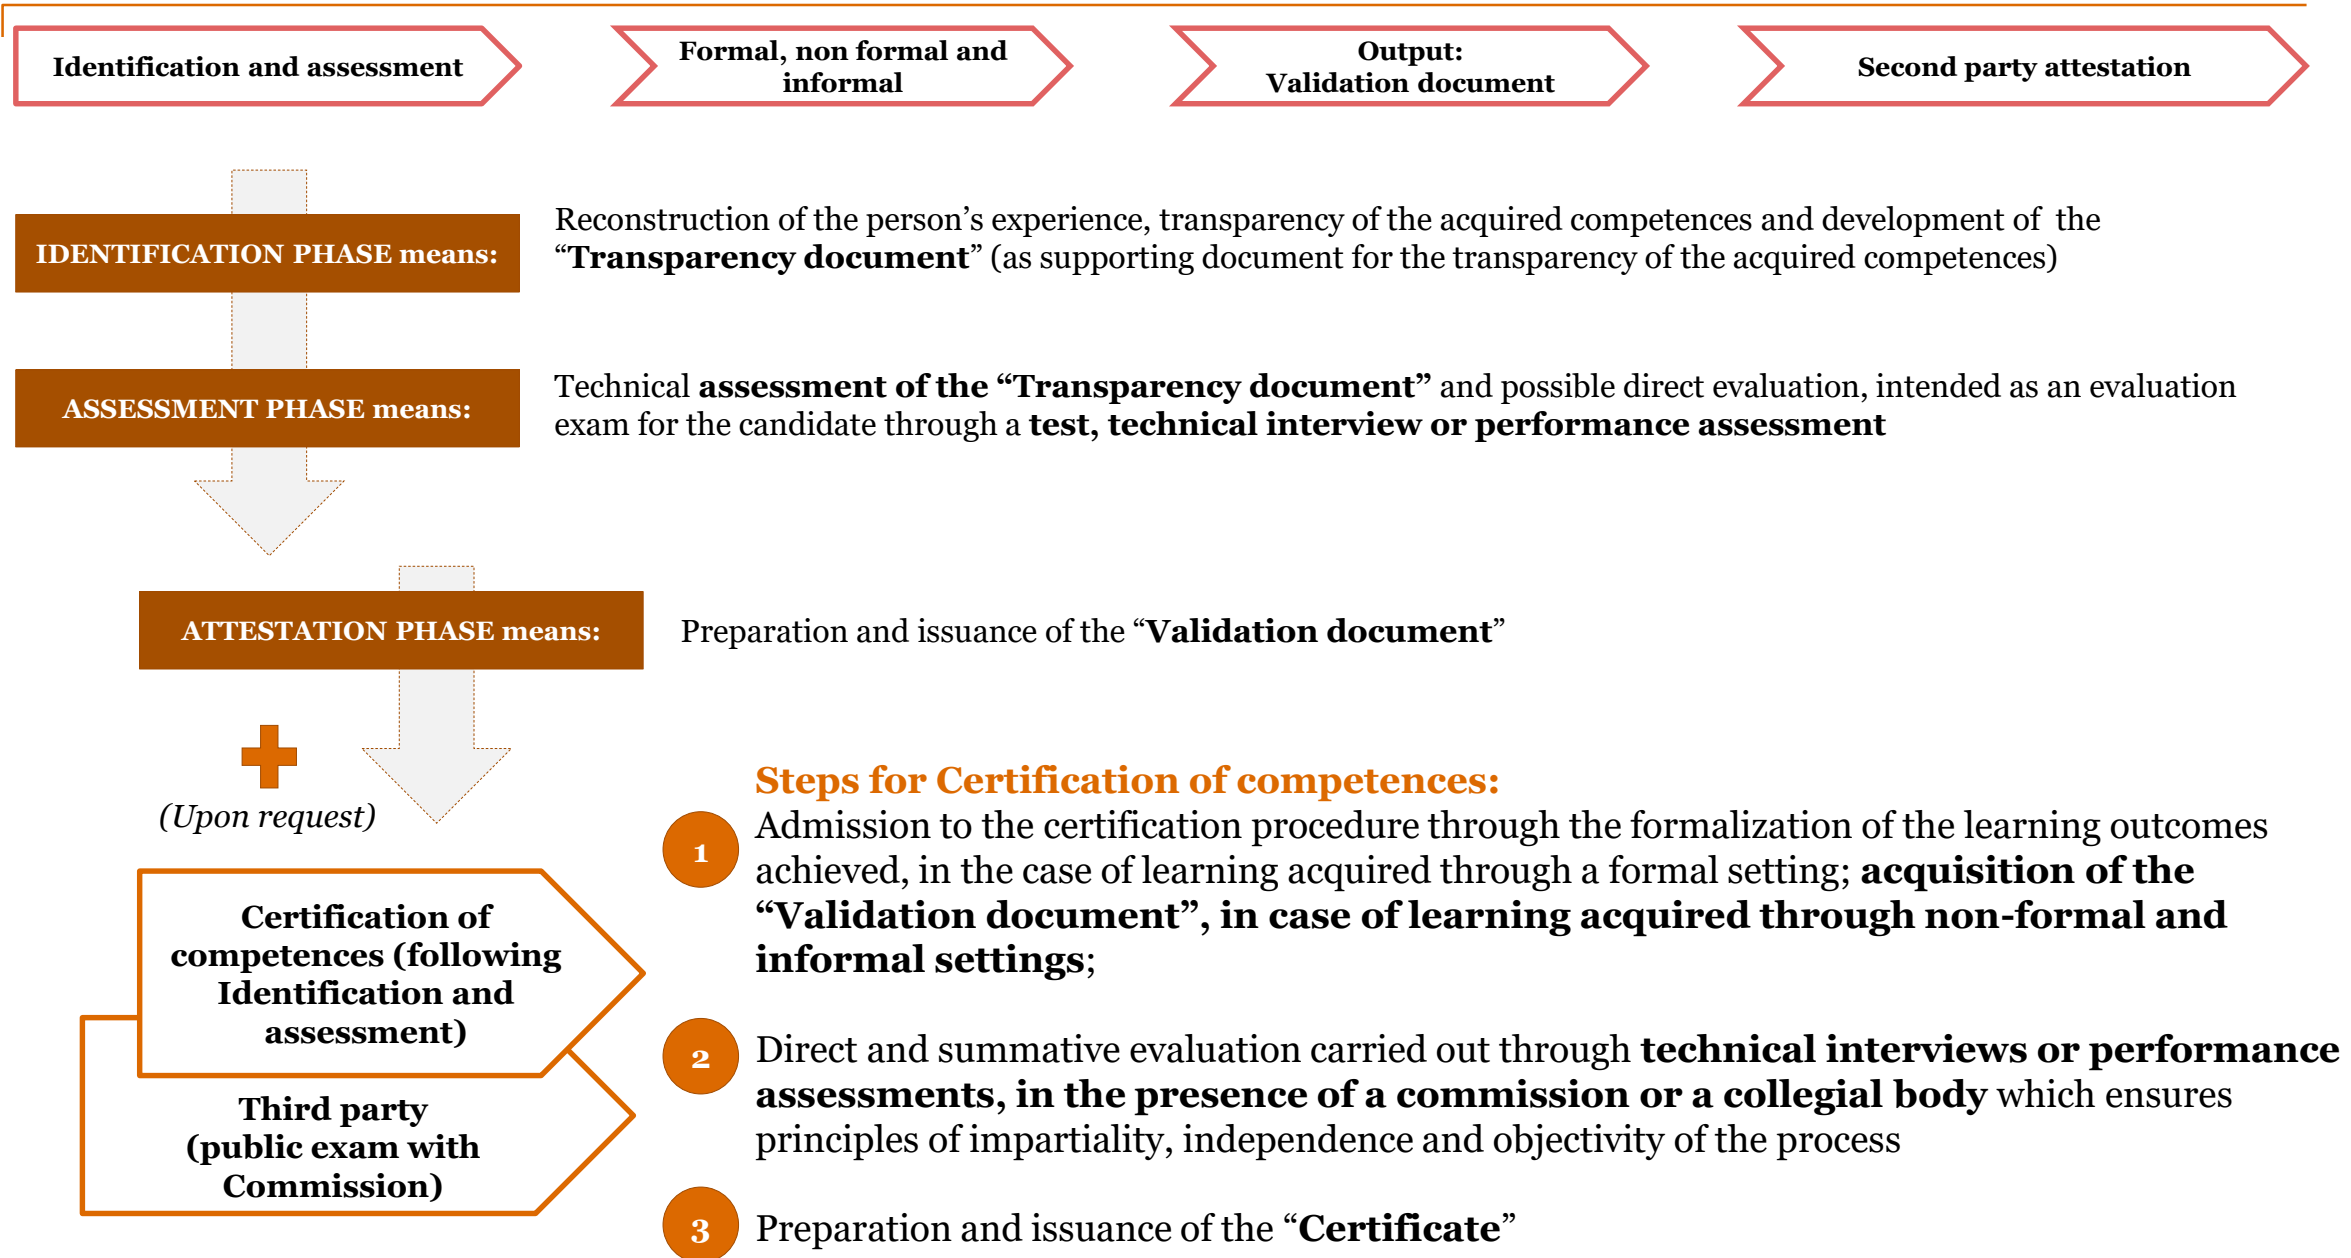 Identification and assessment
Formal, non formal and
informal
Output:
Validation document
Second party attestation
IDENTIFICATION PHASE means:
Reconstruction of the person’s experience, transparency of the acquired competences and development of  the
“Transparency document” (as supporting document for the transparency of the acquired competences)
ASSESSMENT PHASE means:
Technical assessment of the “Transparency document” and possible direct evaluation, intended as an evaluation
exam for the candidate through a test, technical interview or performance assessment
ATTESTATION PHASE means:
Preparation and issuance of the “Validation document”
(Upon request)
Certification of
competences (following
Identification and
assessment)
Third party
(public exam with
Commission)
Steps for Certification of competences:
1
Admission to the certification procedure through the formalization of the learning outcomes
achieved, in the case of learning acquired through a formal setting; acquisition of the
“Validation document”, in case of learning acquired through non-formal and
informal settings;
2
Direct and summative evaluation carried out through technical interviews or performance
assessments, in the presence of a commission or a collegial body which ensures
principles of impartiality, independence and objectivity of the process
3
Preparation and issuance of the “Certificate”